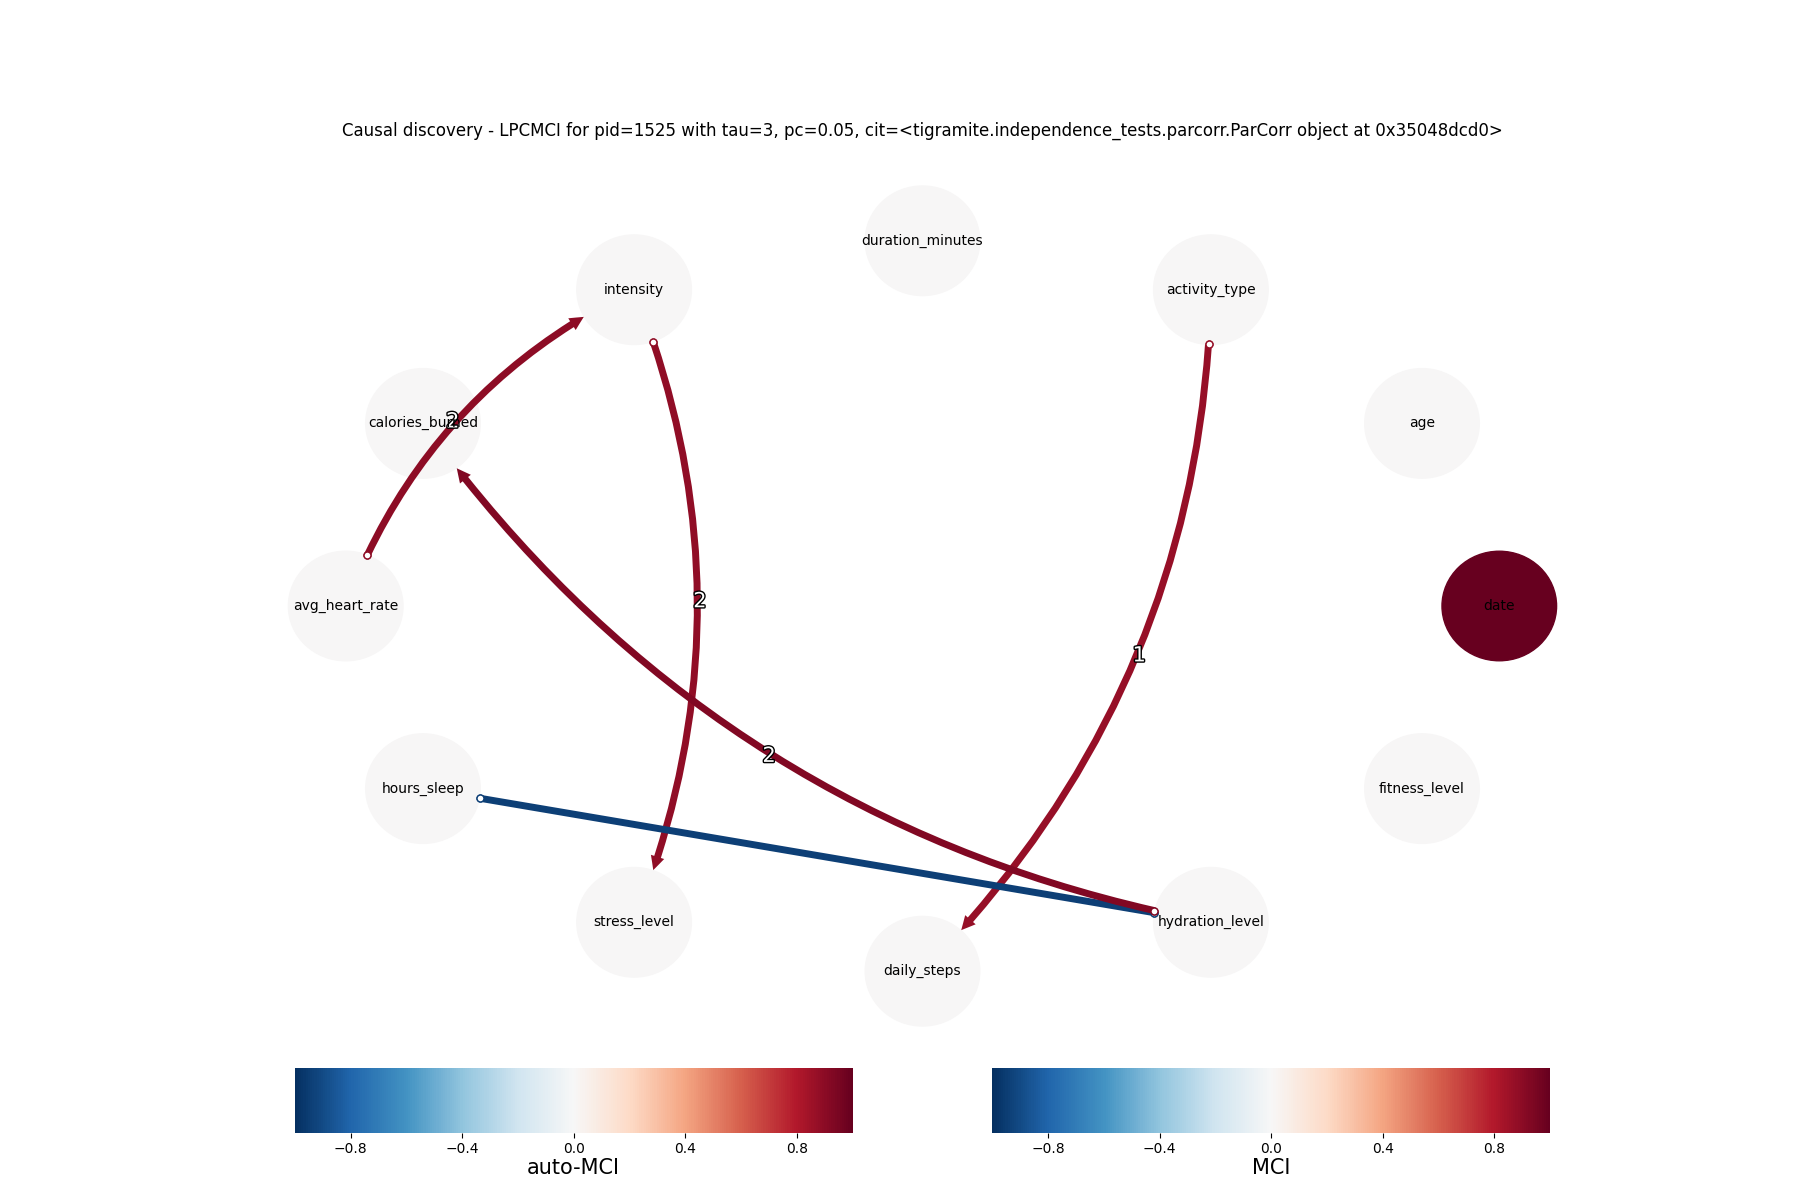 Causal discovery - LPCMCI for pid=1525 with tau=3, pc=0.05, cit=<tigramite.independence_tests.parcorr.ParCorr object at 0x35048dcd0>
duration_minutes
intensity
activity_type
calories_burned
2
age
avg_heart_rate
2
date
1
2
hours_sleep
fitness_level
stress_level
hydration_level
daily_steps
−0.8 −0.4 0.0 0.4 0.8
auto-MCI
−0.8 −0.4 0.0 0.4 0.8
MCI